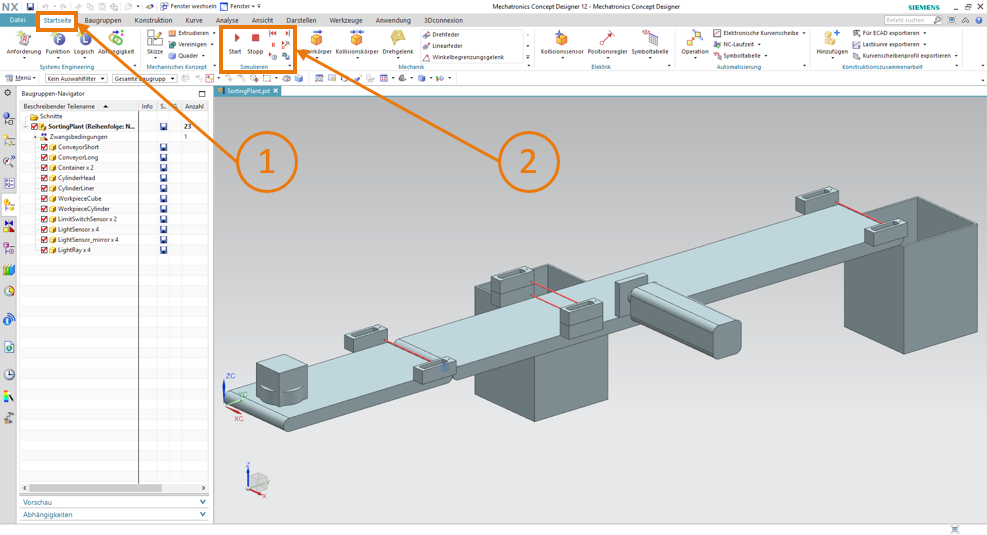 NX
Fenster wechseln
Fenster
Mechatronics Concept Designer 12 - Mechatronics Concept Designer
SIEMENS
Datei
Startseite
Baugruppen
Konstruktion
Kurve
Analyse
Ansicht
Darstellen
Werkzeuge
Anwendung
3Dconnexion
Befehl suchen
Anforderung
Funktion
Logisch
Abhängigkeit
Systems Engineering
Skizze
Extrudieren
Vereinigen
Quader
Mechanisches Konzept
Start
Stopp
Simulieren
Kollisionskörper
Drehgelenk
Drehfeder
Linearfeder
Winkelbegrenzungsgelenk
Mechanik
Kollisionssensor
Positionsregler
Symboltabelle
Elektrik
Operation
Elektronische Kurvenscheibe
NC-Laufzeit
Symboltabelle
Automatisierung
Hinzufügen
Für ECAD exportieren
Lastkurve exportieren
Kurvenscheibenprofil exportieren
Konstruktionszusammenarbeit
Menü
Kein Auswahlfilter
Gesamte Baugruppe
Baugruppen-Navigator
SortingPlant.prt
Beschreibender Teilename
Info
S..
Anzahl
Schnitte
SortingPlant (Reihenfolge: N...
23
Zwangsbedingungen
1
ConveyorShort
ConveyorLong
Container x 2
CylinderHead
CylinderLiner
WorkpieceCube
WorkpieceCylinder
LimitSwitchSensor x 2
LightSensor x 4
LightSensor_mirror x 4
LightRay x 4
Vorschau
Abhängigkeiten
1
2
ZC
YC
XC
Z
Y
X